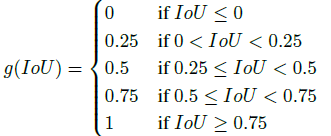 0 if IoU ≤ 0
0.25 if 0 < IoU < 0.25
g(IoU) = { 0.5 if 0.25 ≤ IoU < 0.5
0.75 if 0.5 ≤ IoU < 0.75
1 if IoU ≥ 0.75